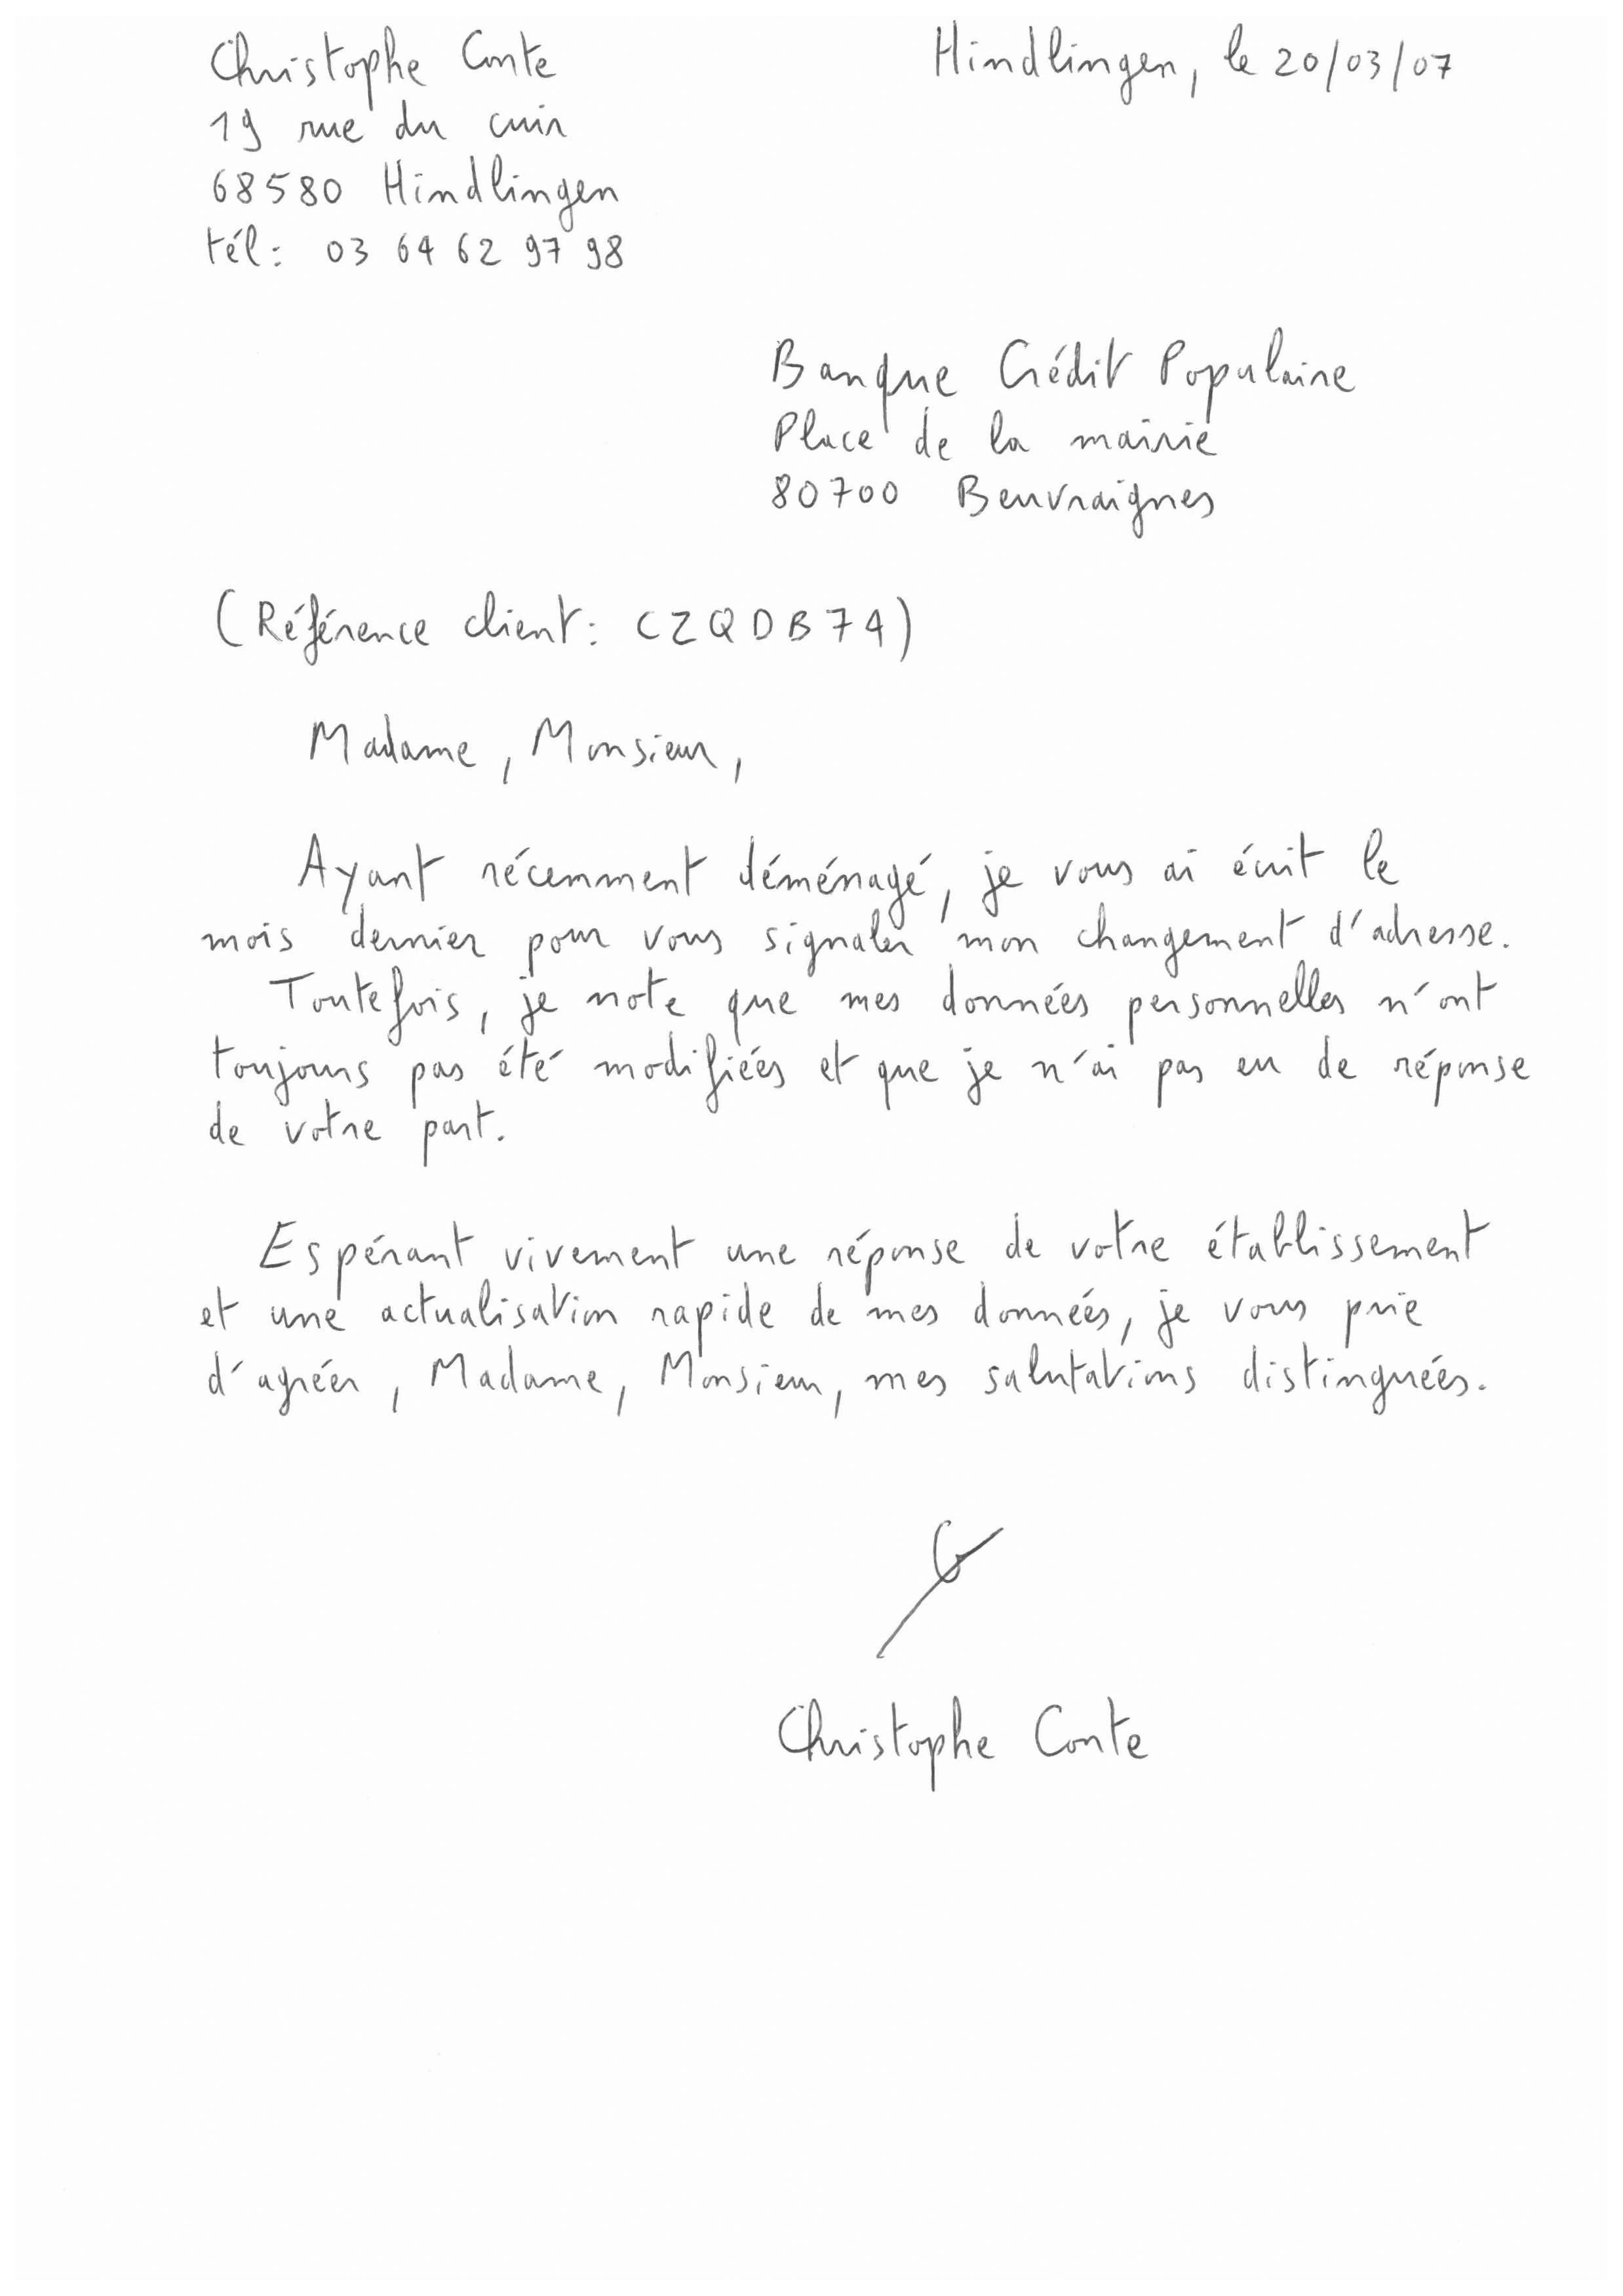 Christophe Conte
Hindlingen, le 20/03/07
19 rue du cuir
68580 Hindlingen
tél: 03 64 62 97 98
Banque Crédit Populaire
Place de la mairie
80700 Beuvraignes
(Référence client: CZQDB74)
Madame, Monsieur,
Ayant récemment déménagé, je vous ai écrit le
mois dernier pour vous signaler mon changement d'adresse.
Toutefois, je note que mes données personnelles n'ont
toujours pas été modifiées et que je n'ai pas eu de réponse
de votre part.
Espérant vivement une réponse de votre établissement
et une actualisation rapide de mes données, je vous prie
d'agréer, Madame, Monsieur, mes salutations distinguées.
Christophe Conte